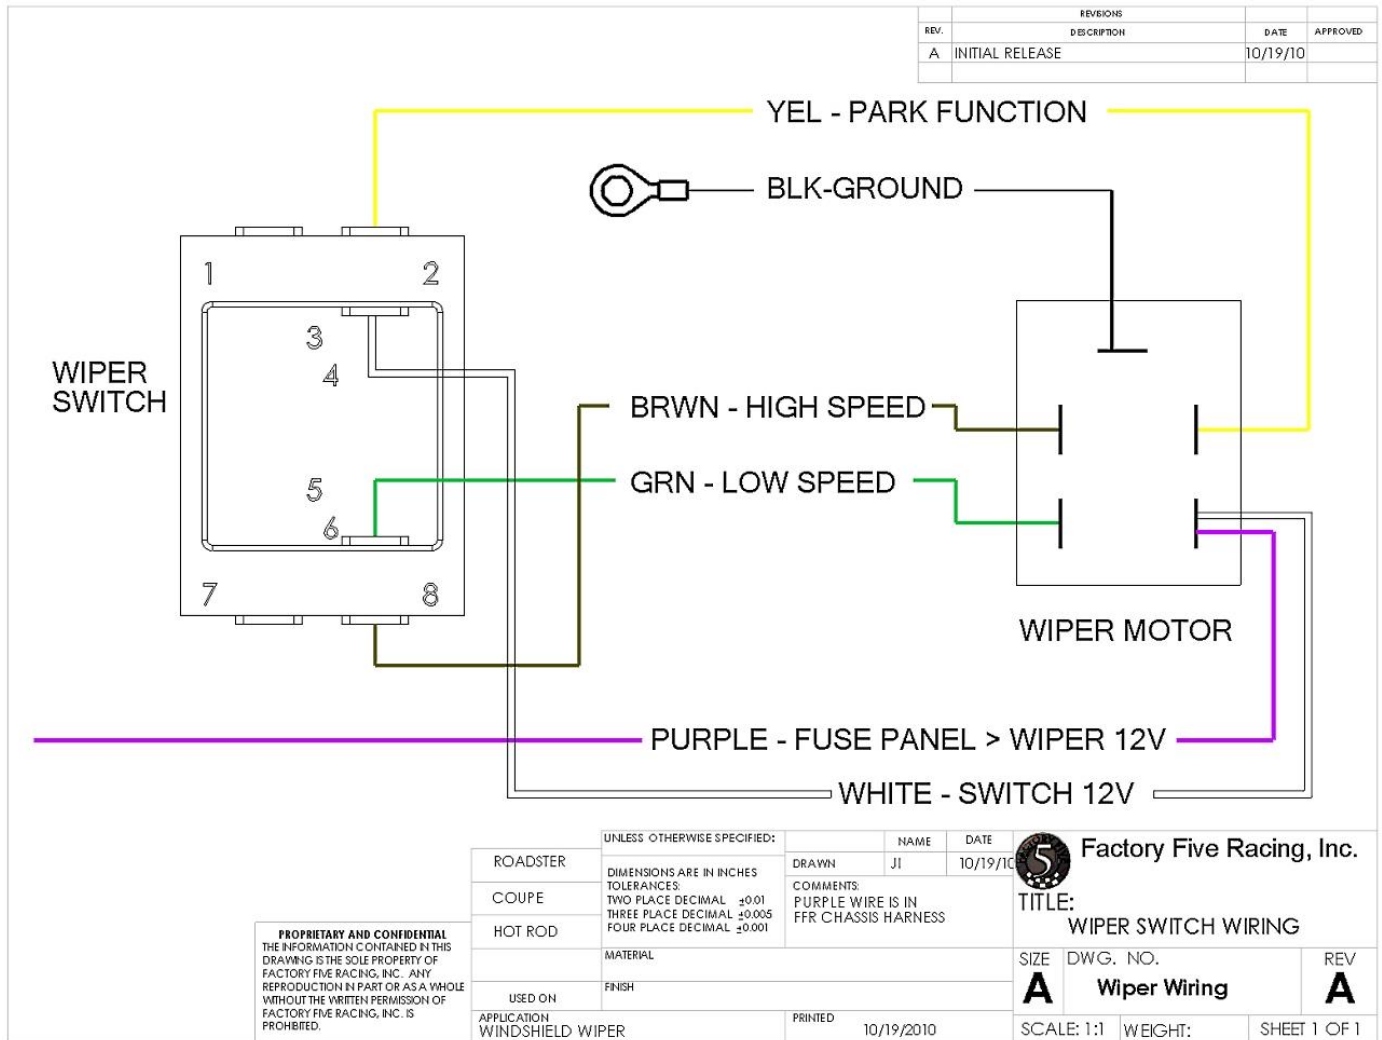 REVISIONS
REV. DESCRIPTION DATE APPROVED
A INITIAL RELEASE 10/19/10
YEL - PARK FUNCTION
BLK-GROUND
1 2
3
4
WIPER
SWITCH
BRWN - HIGH SPEED
GRN - LOW SPEED
5
6
7 8
WIPER MOTOR
PURPLE - FUSE PANEL > WIPER 12V
WHITE - SWITCH 12V
PROPRIETARY AND CONFIDENTIAL
THE INFORMATION CONTAINED IN THIS
DRAWING IS THE SOLE PROPERTY OF
FACTORY FIVE RACING, INC. ANY
REPRODUCTION IN PART OR AS A WHOLE
WITHOUT THE WRITTEN PERMISSION OF
FACTORY FIVE RACING, INC. IS
PROHIBITED.
ROADSTER
COUPE
HOT ROD
USED ON
APPLICATION
WINDSHIELD WIPER
UNLESS OTHERWISE SPECIFIED:
DIMENSIONS ARE IN INCHES
TOLERANCES:
TWO PLACE DECIMAL ±0.01
THREE PLACE DECIMAL ±0.005
FOUR PLACE DECIMAL ±0.001
MATERIAL
FINISH
NAME DATE
DRAWN JI 10/19/10
COMMENTS:
PURPLE WIRE IS IN
FFR CHASSIS HARNESS
PRINTED
10/19/2010
FACTORY 5
Factory Five Racing, Inc.
TITLE:
WIPER SWITCH WIRING
SIZE DWG. NO. REV
A Wiper Wiring A
SCALE: 1:1 WEIGHT: SHEET 1 OF 1